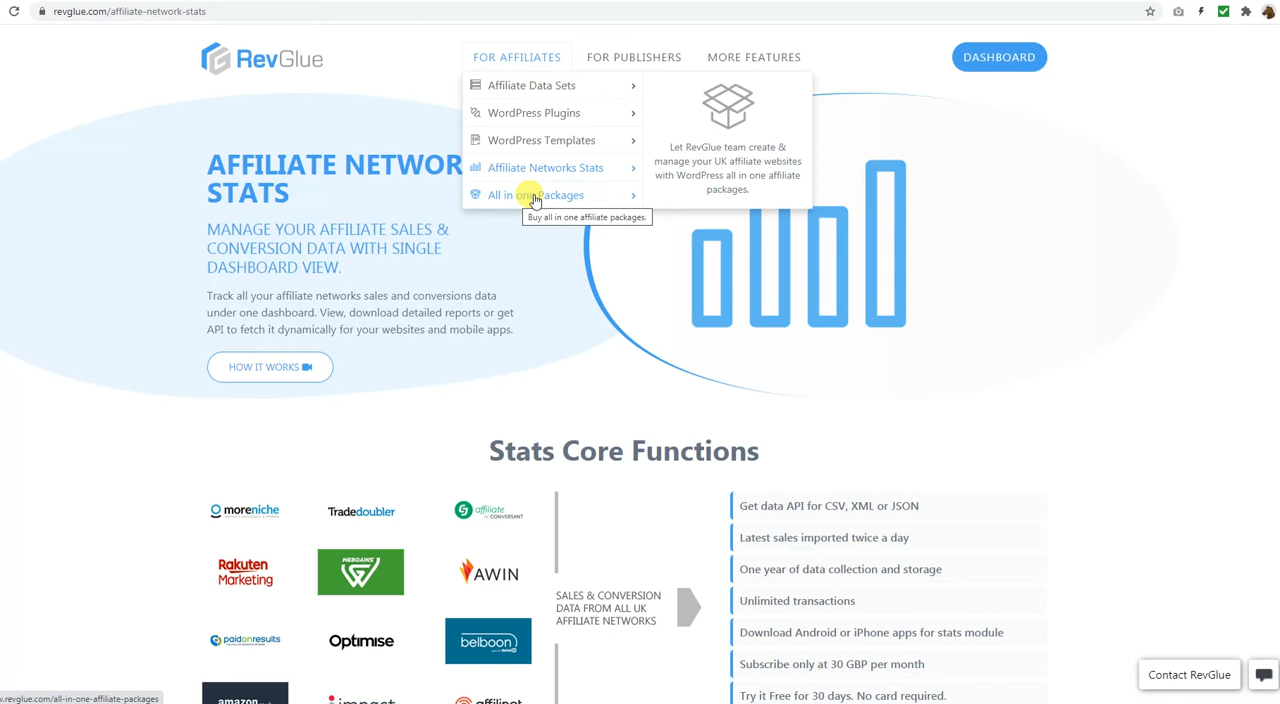 revglue.com/affiliate-network-stats
RevGlue
FOR AFFILIATES
FOR PUBLISHERS
MORE FEATURES
DASHBOARD
Affiliate Data Sets
WordPress Plugins
WordPress Templates
Affiliate Networks Stats
All in one Packages
Let RevGlue team create &
manage your UK affiliate websites
with WordPress all in one affiliate
packages.
Buy all in one affiliate packages.
AFFILIATE NETWOR
STATS
MANAGE YOUR AFFILIATE SALES &
CONVERSION DATA WITH SINGLE
DASHBOARD VIEW.
Track all your affiliate networks sales and conversions data
under one dashboard. View, download detailed reports or get
API to fetch it dynamically for your websites and mobile apps.
HOW IT WORKS
Stats Core Functions
moreniche
Tradedoubler
affiliate
by CONVERSANT
Rakuten
Marketing
WEBGAINS
AWIN
paidonresults
Optimise
belboon
amazon
impact
affilinet
SALES & CONVERSION
DATA FROM ALL UK
AFFILIATE NETWORKS
Get data API for CSV, XML or JSON
Latest sales imported twice a day
One year of data collection and storage
Unlimited transactions
Download Android or iPhone apps for stats module
Subscribe only at 30 GBP per month
Try it Free for 30 days. No card required.
Contact RevGlue
w.revglue.com/all-in-one-affiliate-packages